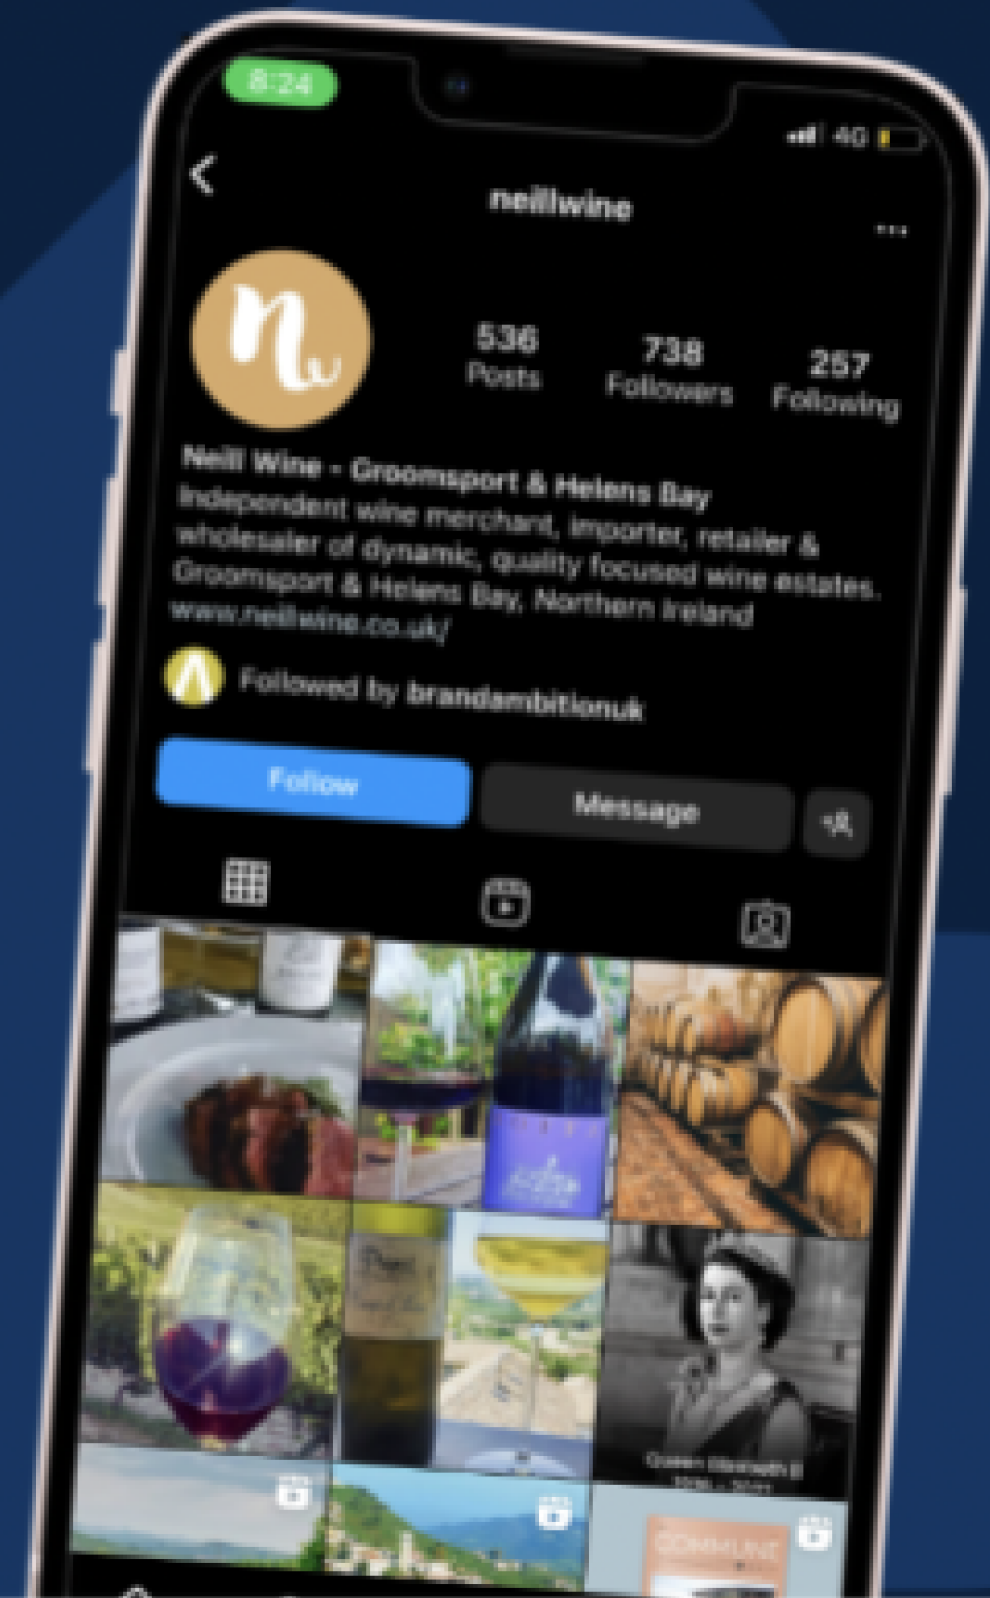 8:24
4G
neillwine
...
nw
536
Posts
738
Followers
257
Following
Neill Wine - Groomsport & Helens Bay
Independent wine merchant, importer, retailer &
wholesaler of dynamic, quality focused wine estates.
Groomsport & Helens Bay, Northern Ireland
www.neillwine.co.uk/
Followed by brandambitionuk
Follow
Message
Queen Elizabeth II
COMMUNE